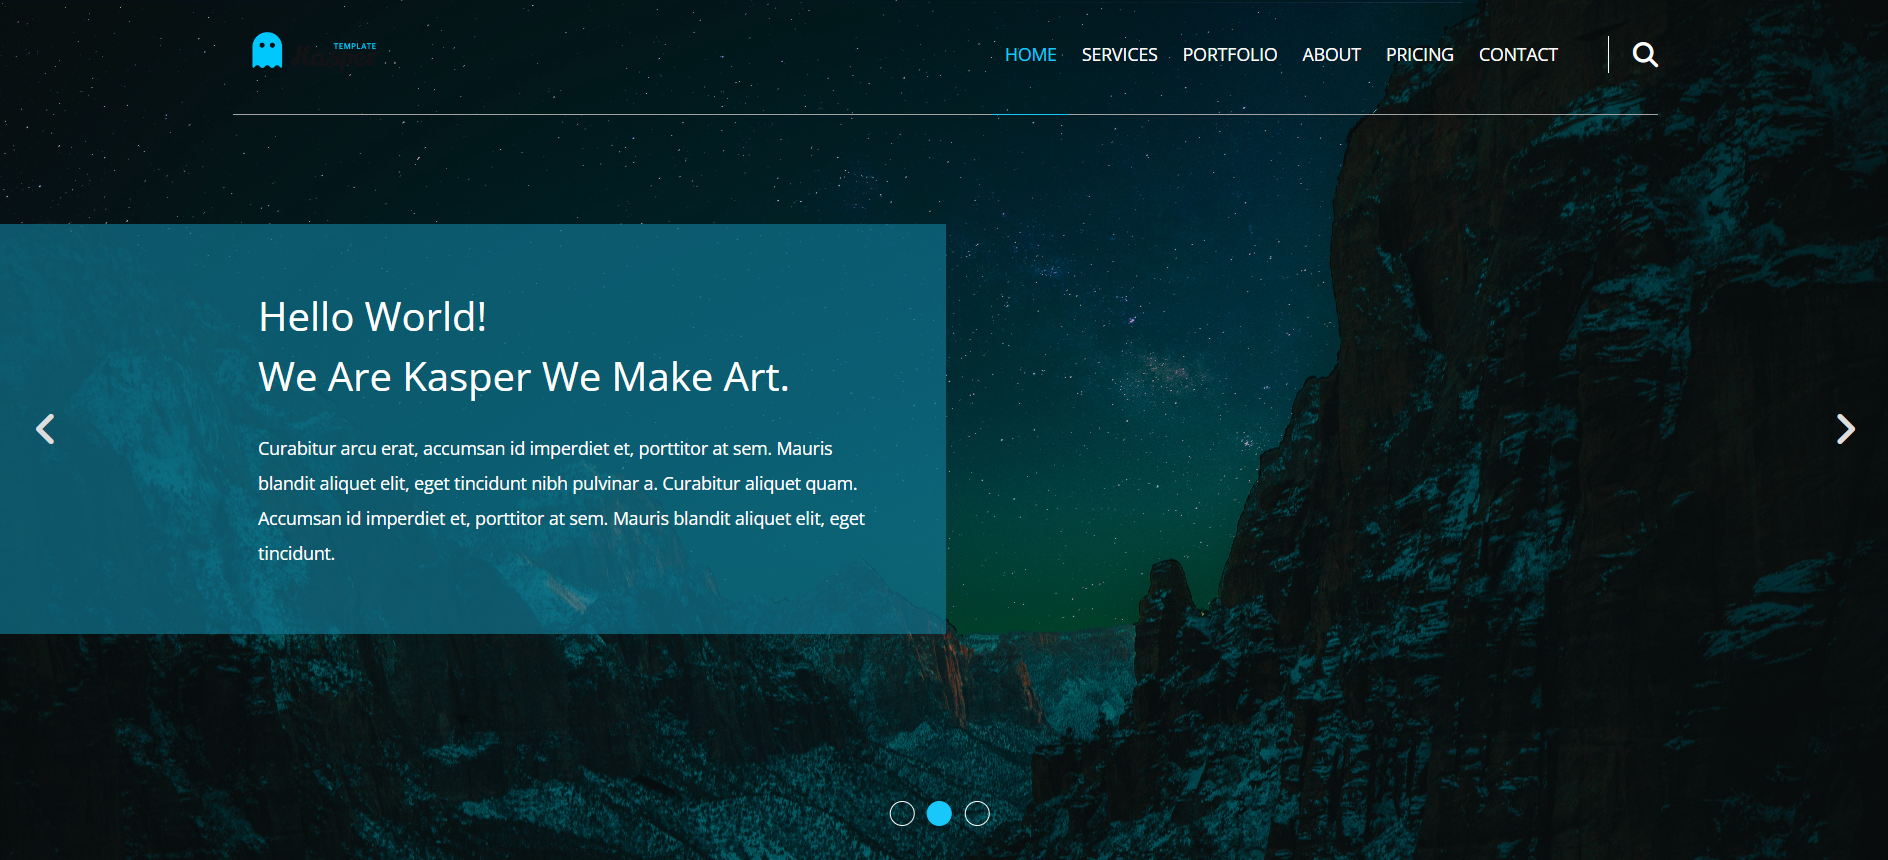 TEMPLATE
Kasper
HOME SERVICES PORTFOLIO ABOUT PRICING CONTACT
Hello World!
We Are Kasper We Make Art.
Curabitur arcu erat, accumsan id imperdiet et, porttitor at sem. Mauris
blandit aliquet elit, eget tincidunt nibh pulvinar a. Curabitur aliquet quam.
Accumsan id imperdiet et, porttitor at sem. Mauris blandit aliquet elit, eget
tincidunt.